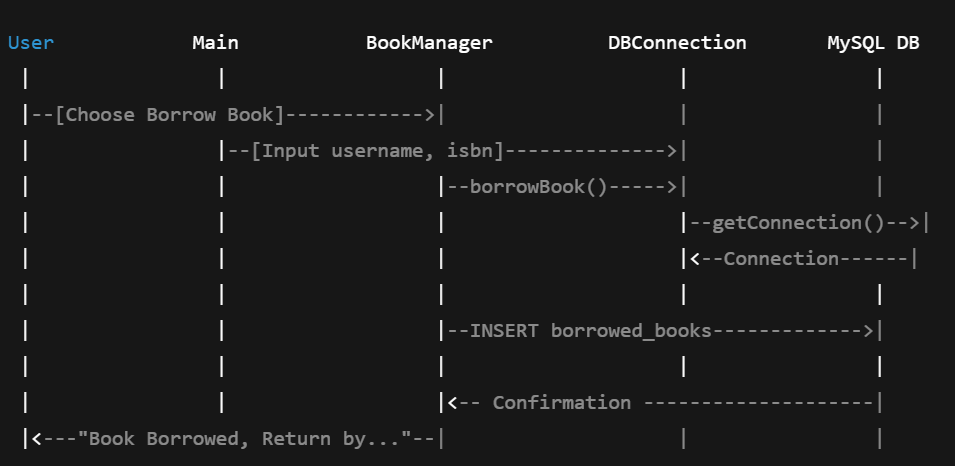 User          Main           BookManager          DBConnection       MySQL DB
 |                |                  |                    |                |
 |--[Choose Borrow Book]------------>|                    |                |
 |                |--[Input username, isbn]-------------->|                |
 |                |                  |--borrowBook()----->|                |
 |                |                  |                    |--getConnection()-->|
 |                |                  |                    |<--Connection------|
 |                |                  |                    |                |
 |                |                  |--INSERT borrowed_books------------->|
 |                |                  |                    |                |
 |                |                  |<-- Confirmation --------------------|
 |<---"Book Borrowed, Return by..."--|                    |                |